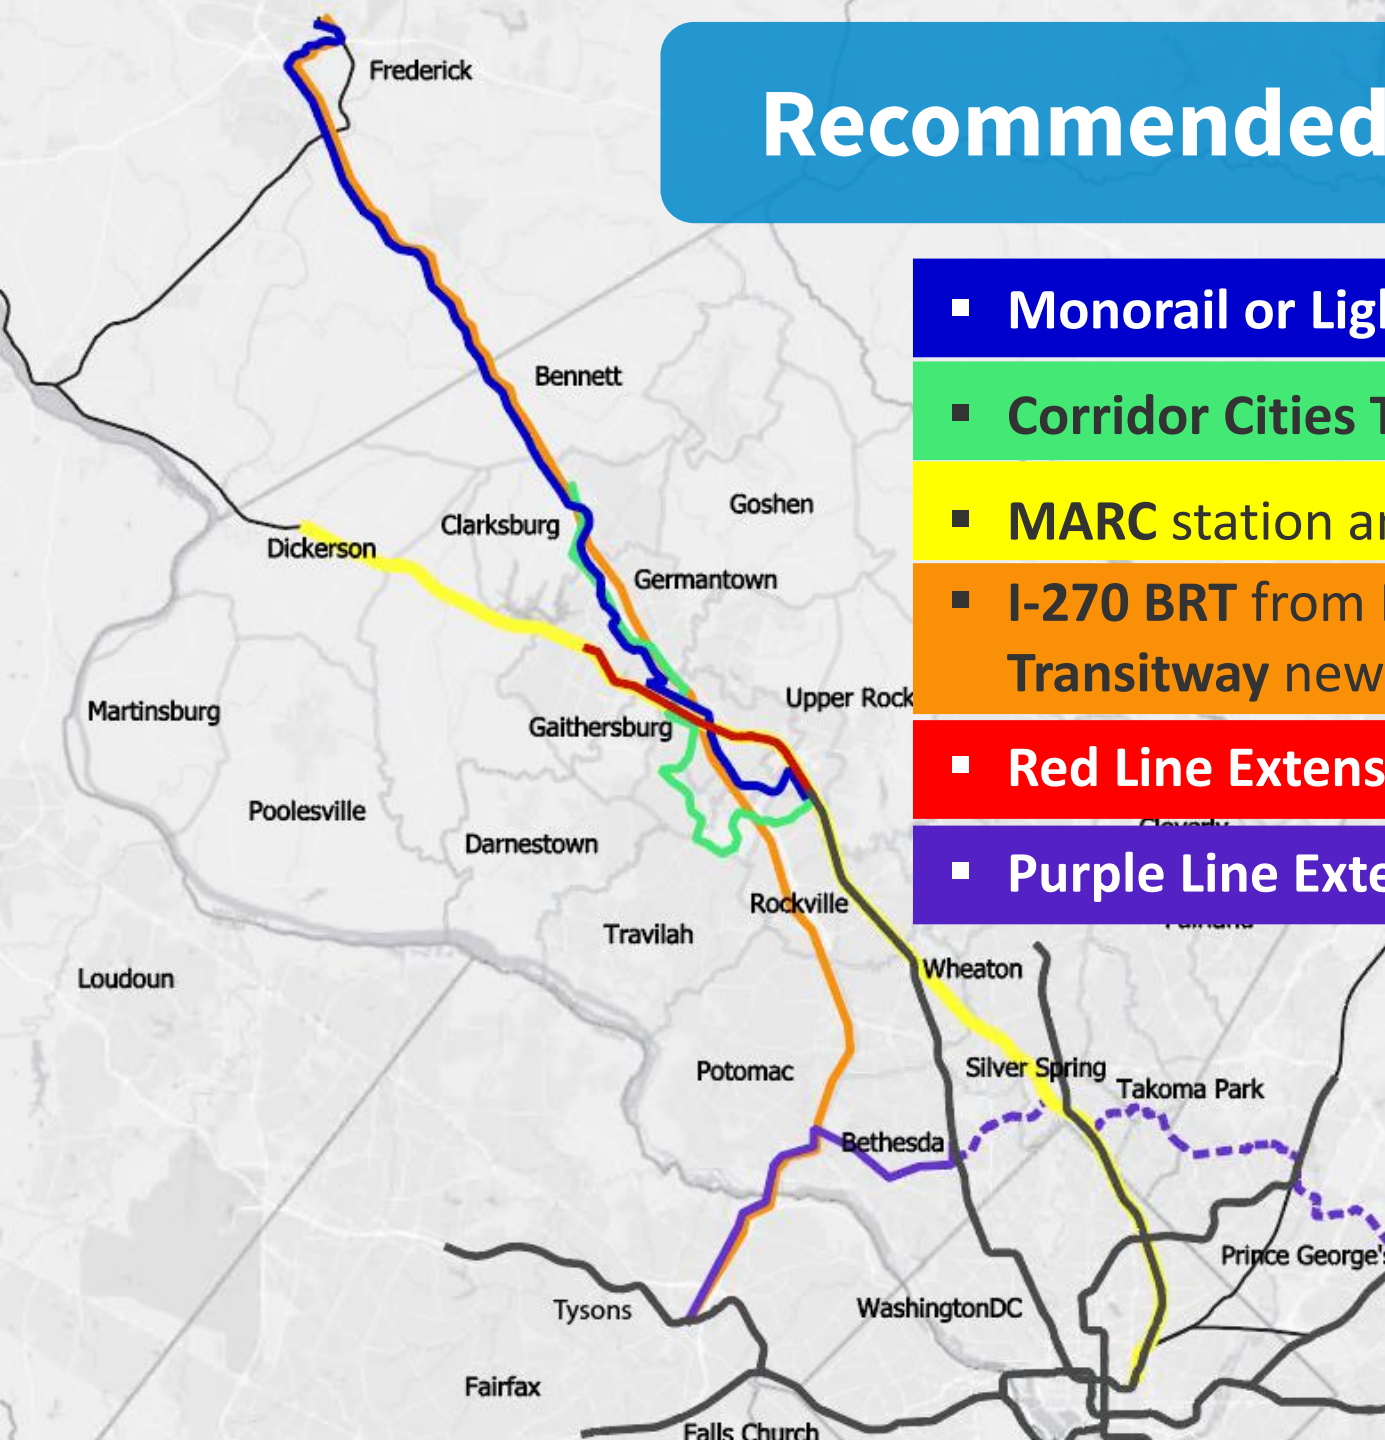 Frederick
Recommended
Monorail or Lig
Bennett
Corridor Cities T
Goshen
Clarksburg
MARC station a
Dickerson
Germantown
I-270 BRT from
Transitway new
Upper Rock
Martinsburg
Gaithersburg
Red Line Extens
Poolesville
Darnestown
Cloverly
Purple Line Exte
Rockville
Travilah
Fairland
Wheaton
Loudoun
Silver Spring
Potomac
Takoma Park
Bethesda
Prince George's
Tysons
WashingtonDC
Fairfax
Falls Church